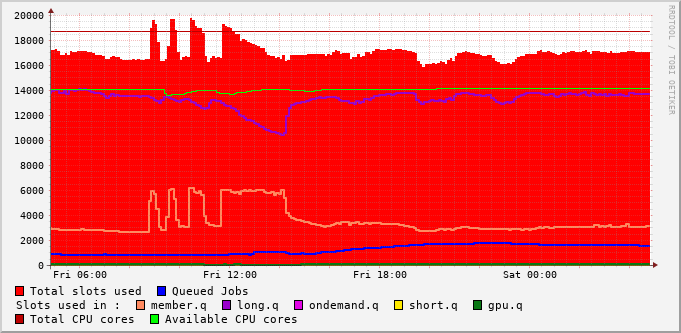 20000
18000
16000
14000
12000
10000
8000
6000
4000
2000
0
Fri 06:00 Fri 12:00 Fri 18:00 Sat 00:00
RRDTOOL / TOBI OETIKER
Total slots used Queued Jobs
Slots used in : member.q long.q ondemand.q short.q gpu.q
Total CPU cores Available CPU cores